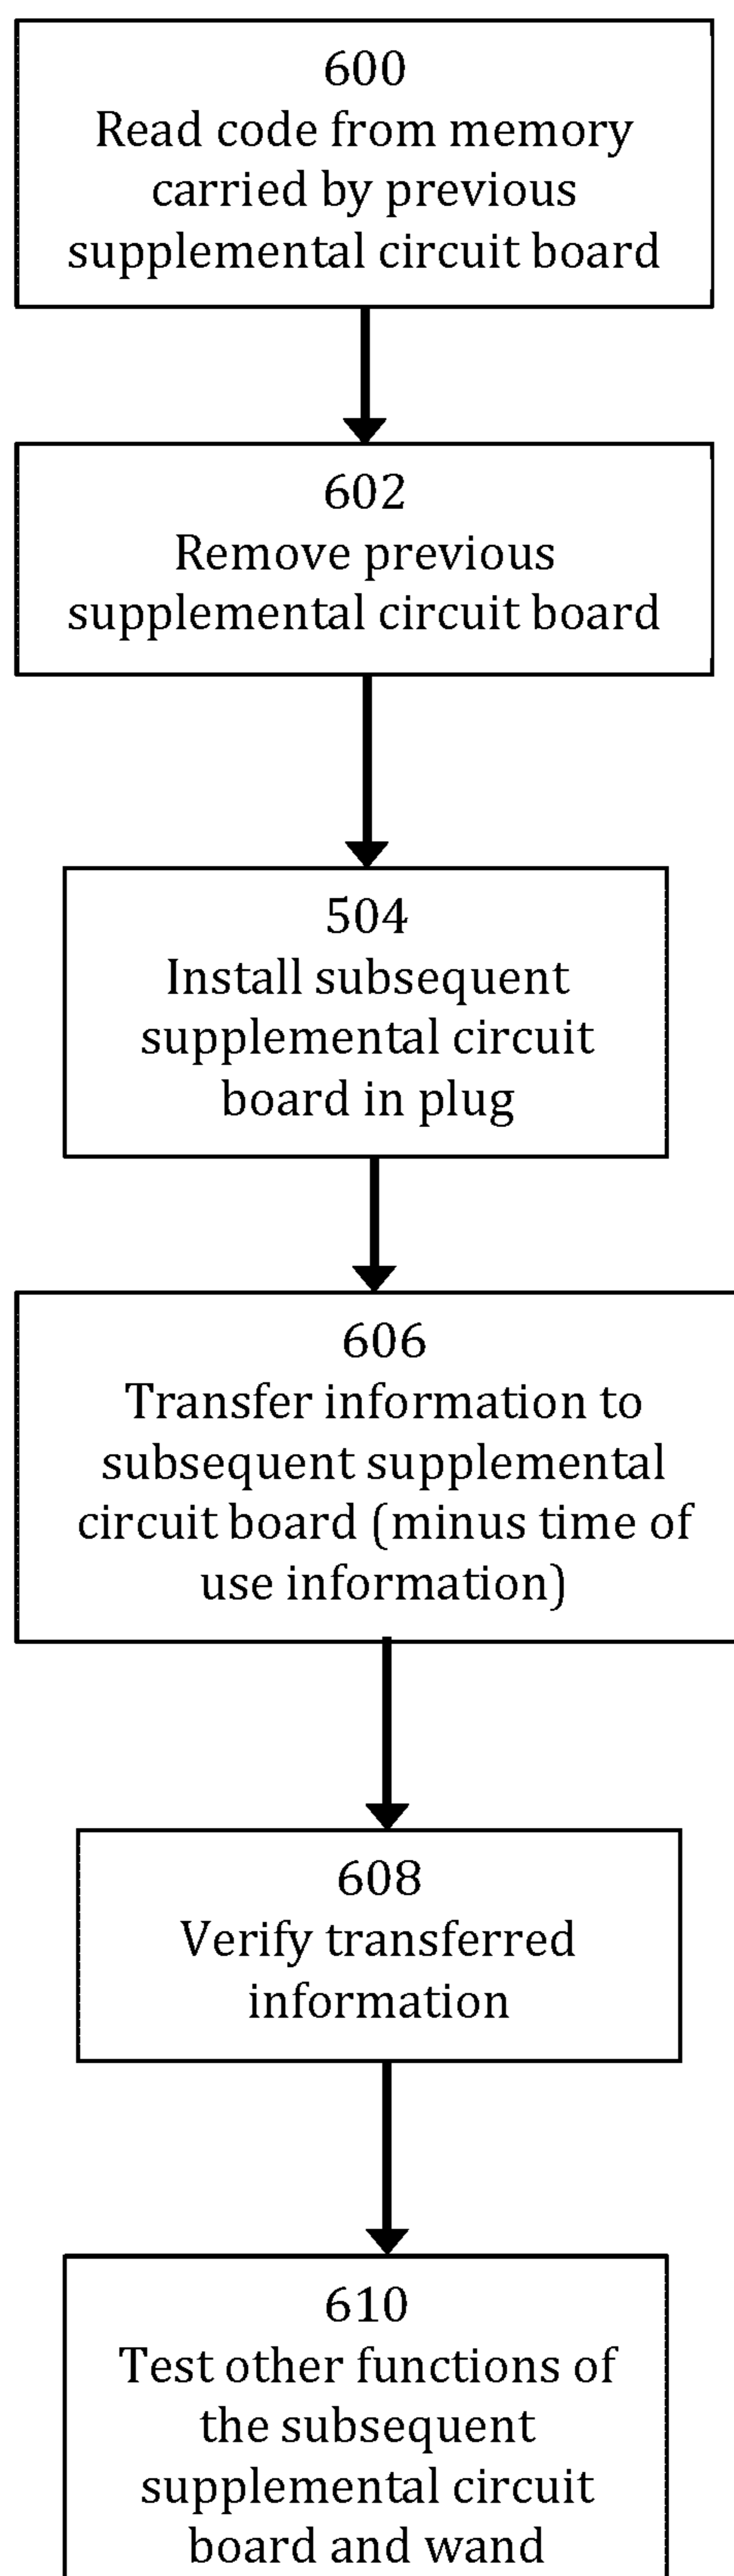 600
Read code from memory
carried by previous
supplemental circuit board
602
Remove previous
supplemental circuit board
504
Install subsequent
supplemental circuit
board in plug
606
Transfer information to
subsequent supplemental
circuit board (minus time of
use information)
608
Verify transferred
information
610
Test other functions of
the subsequent
supplemental circuit
board and wand